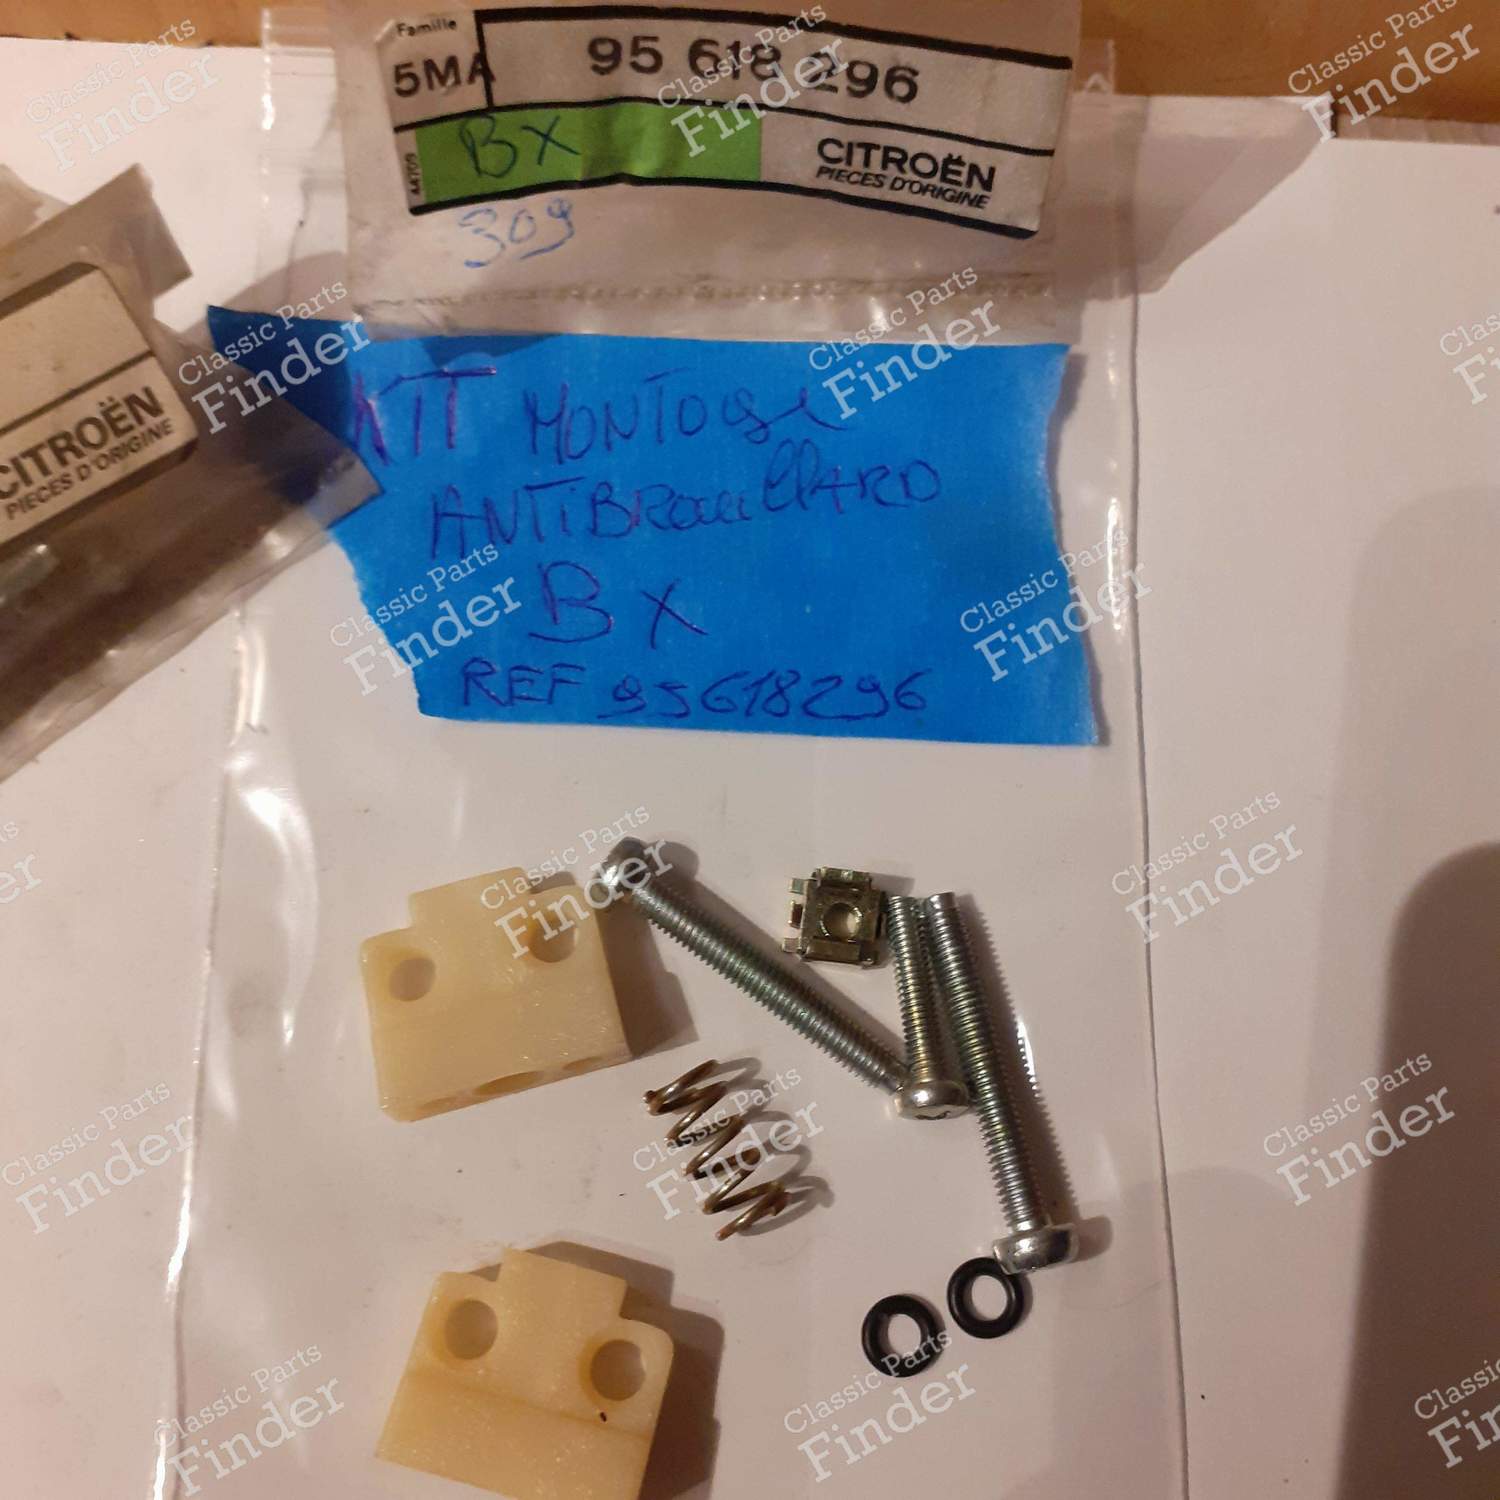 Famille
5MA
95 618 296
BX
CITROËN
PIECES D'ORIGINE
44709
309
KIT MONTage
ANTiBRouillARD
BX
REF 95618296
CITROËN
PIECES D'ORIGINE
Classic Parts
Finder